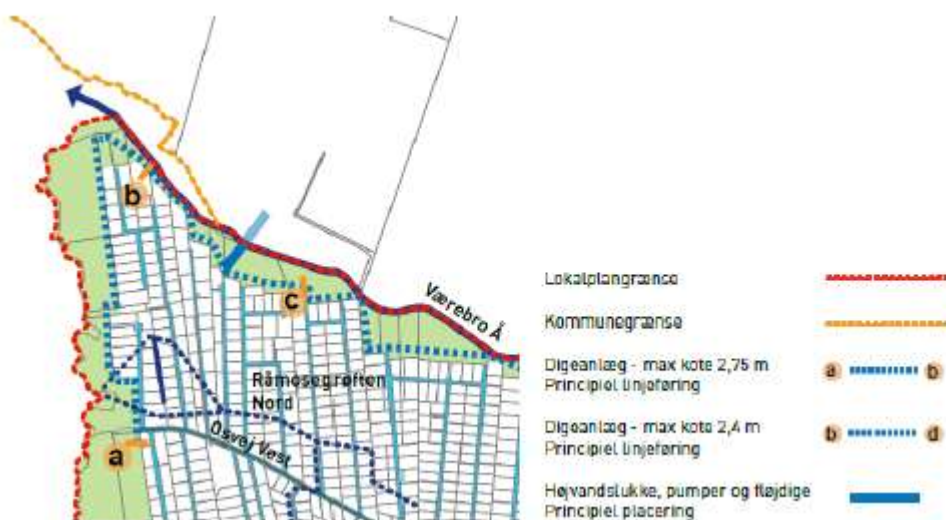 b
c
Værebro Å
Råmosegrøften
Nord
Osvej Vest
a
Lokalplangrænse
Kommunegrænse
Digeanlæg - max kote 2,75 m
Principiel linjeføring
a b
Digeanlæg - max kote 2,4 m
Principiel linjeføring
b d
Højvandslukke, pumper og fløjdige
Principiel placering